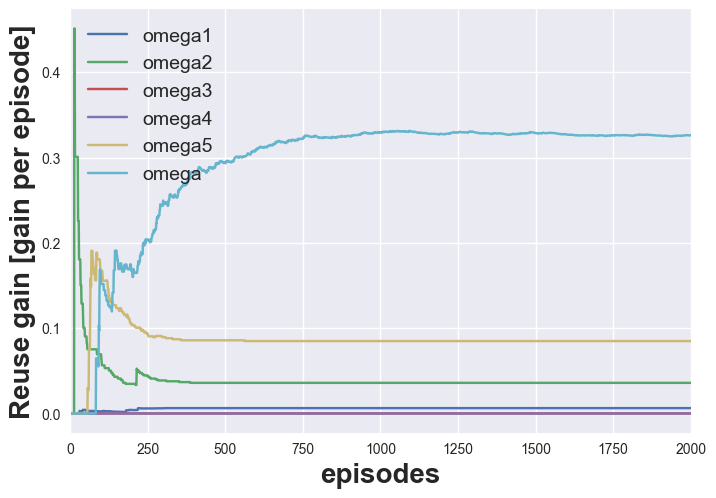 Reuse gain [gain per episode]
0.4
0.3
0.2
0.1
0.0
omega1
omega2
omega3
omega4
omega5
omega
0 250 500 750 1000 1250 1500 1750 2000
episodes